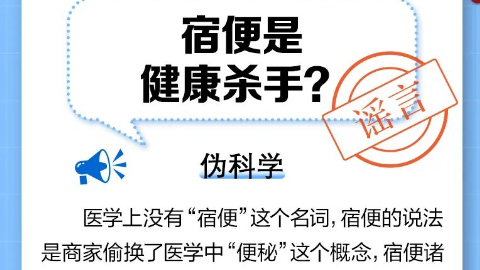 宿便是
健康杀手?
谣言
伪科学
医学上没有“宿便”这个名词,宿便的说法
是商家偷换了医学中“便秘”这个概念,宿便诸